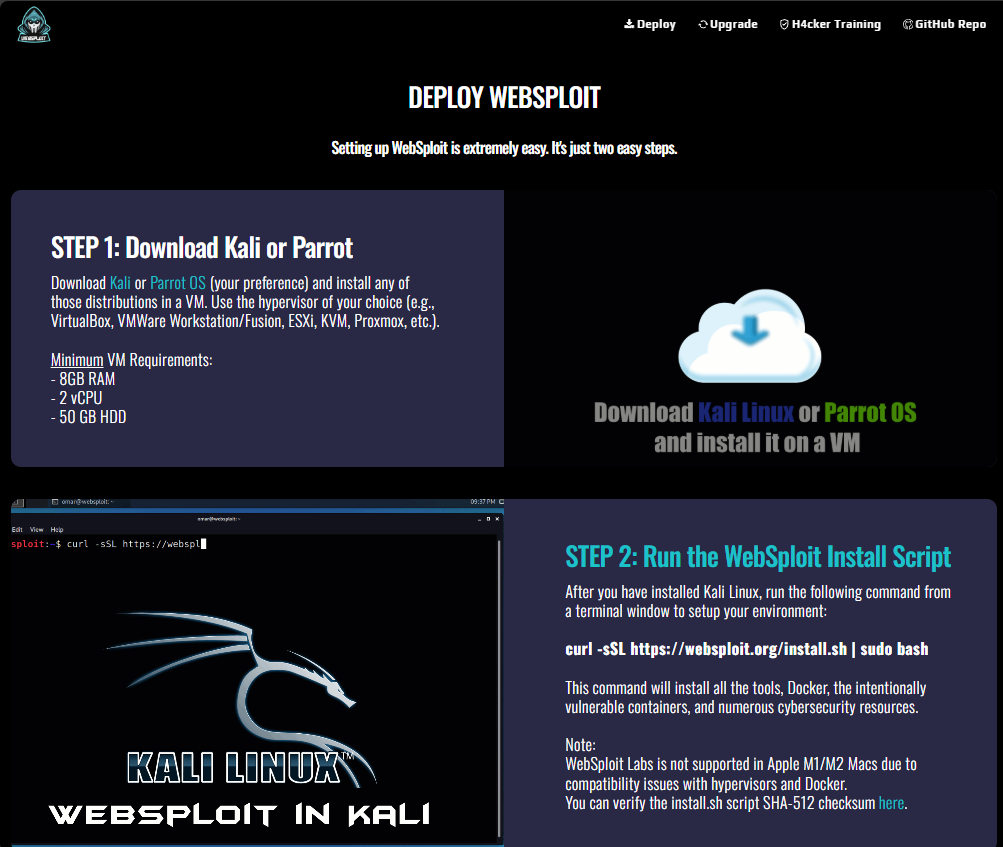 WEBSPLOIT
Deploy
Upgrade
H4cker Training
GitHub Repo
DEPLOY WEBSPLOIT
Setting up WebSploit is extremely easy. It's just two easy steps.
STEP 1: Download Kali or Parrot
Download Kali or Parrot OS (your preference) and install any of
those distributions in a VM. Use the hypervisor of your choice (e.g.,
VirtualBox, VMWare Workstation/Fusion, ESXi, KVM, Proxmox, etc.).
Minimum VM Requirements:
- 8GB RAM
- 2 vCPU
- 50 GB HDD
Download Kali Linux or Parrot OS
and install it on a VM
omar@websploit: ~
09:37 PM
omar@websploit:~
Edit View Help
sploit:~$ curl -sSL https://webspl
KALI LINUX™
WEBSPLOIT IN KALI
STEP 2: Run the WebSploit Install Script
After you have installed Kali Linux, run the following command from
a terminal window to setup your environment:
curl -sSL https://websploit.org/install.sh | sudo bash
This command will install all the tools, Docker, the intentionally
vulnerable containers, and numerous cybersecurity resources.
Note:
WebSploit Labs is not supported in Apple M1/M2 Macs due to
compatibility issues with hypervisors and Docker.
You can verify the install.sh script SHA-512 checksum here.